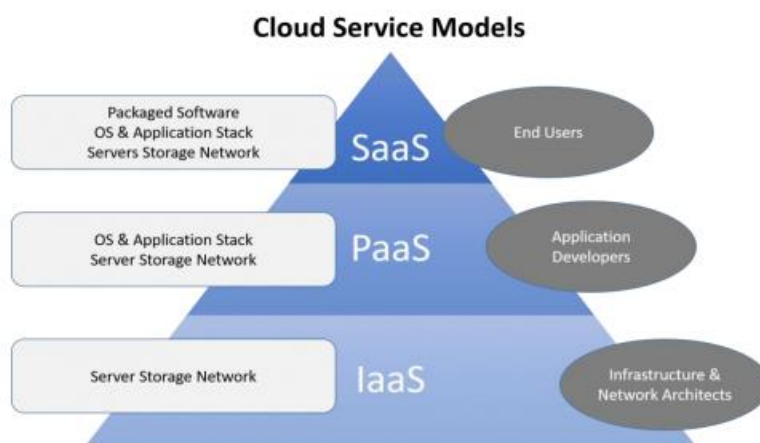 Cloud Service Models
Packaged Software
OS & Application Stack
Servers Storage Network
SaaS
End Users
OS & Application Stack
Server Storage Network
PaaS
Application
Developers
Server Storage Network
IaaS
Infrastructure &
Network Architects